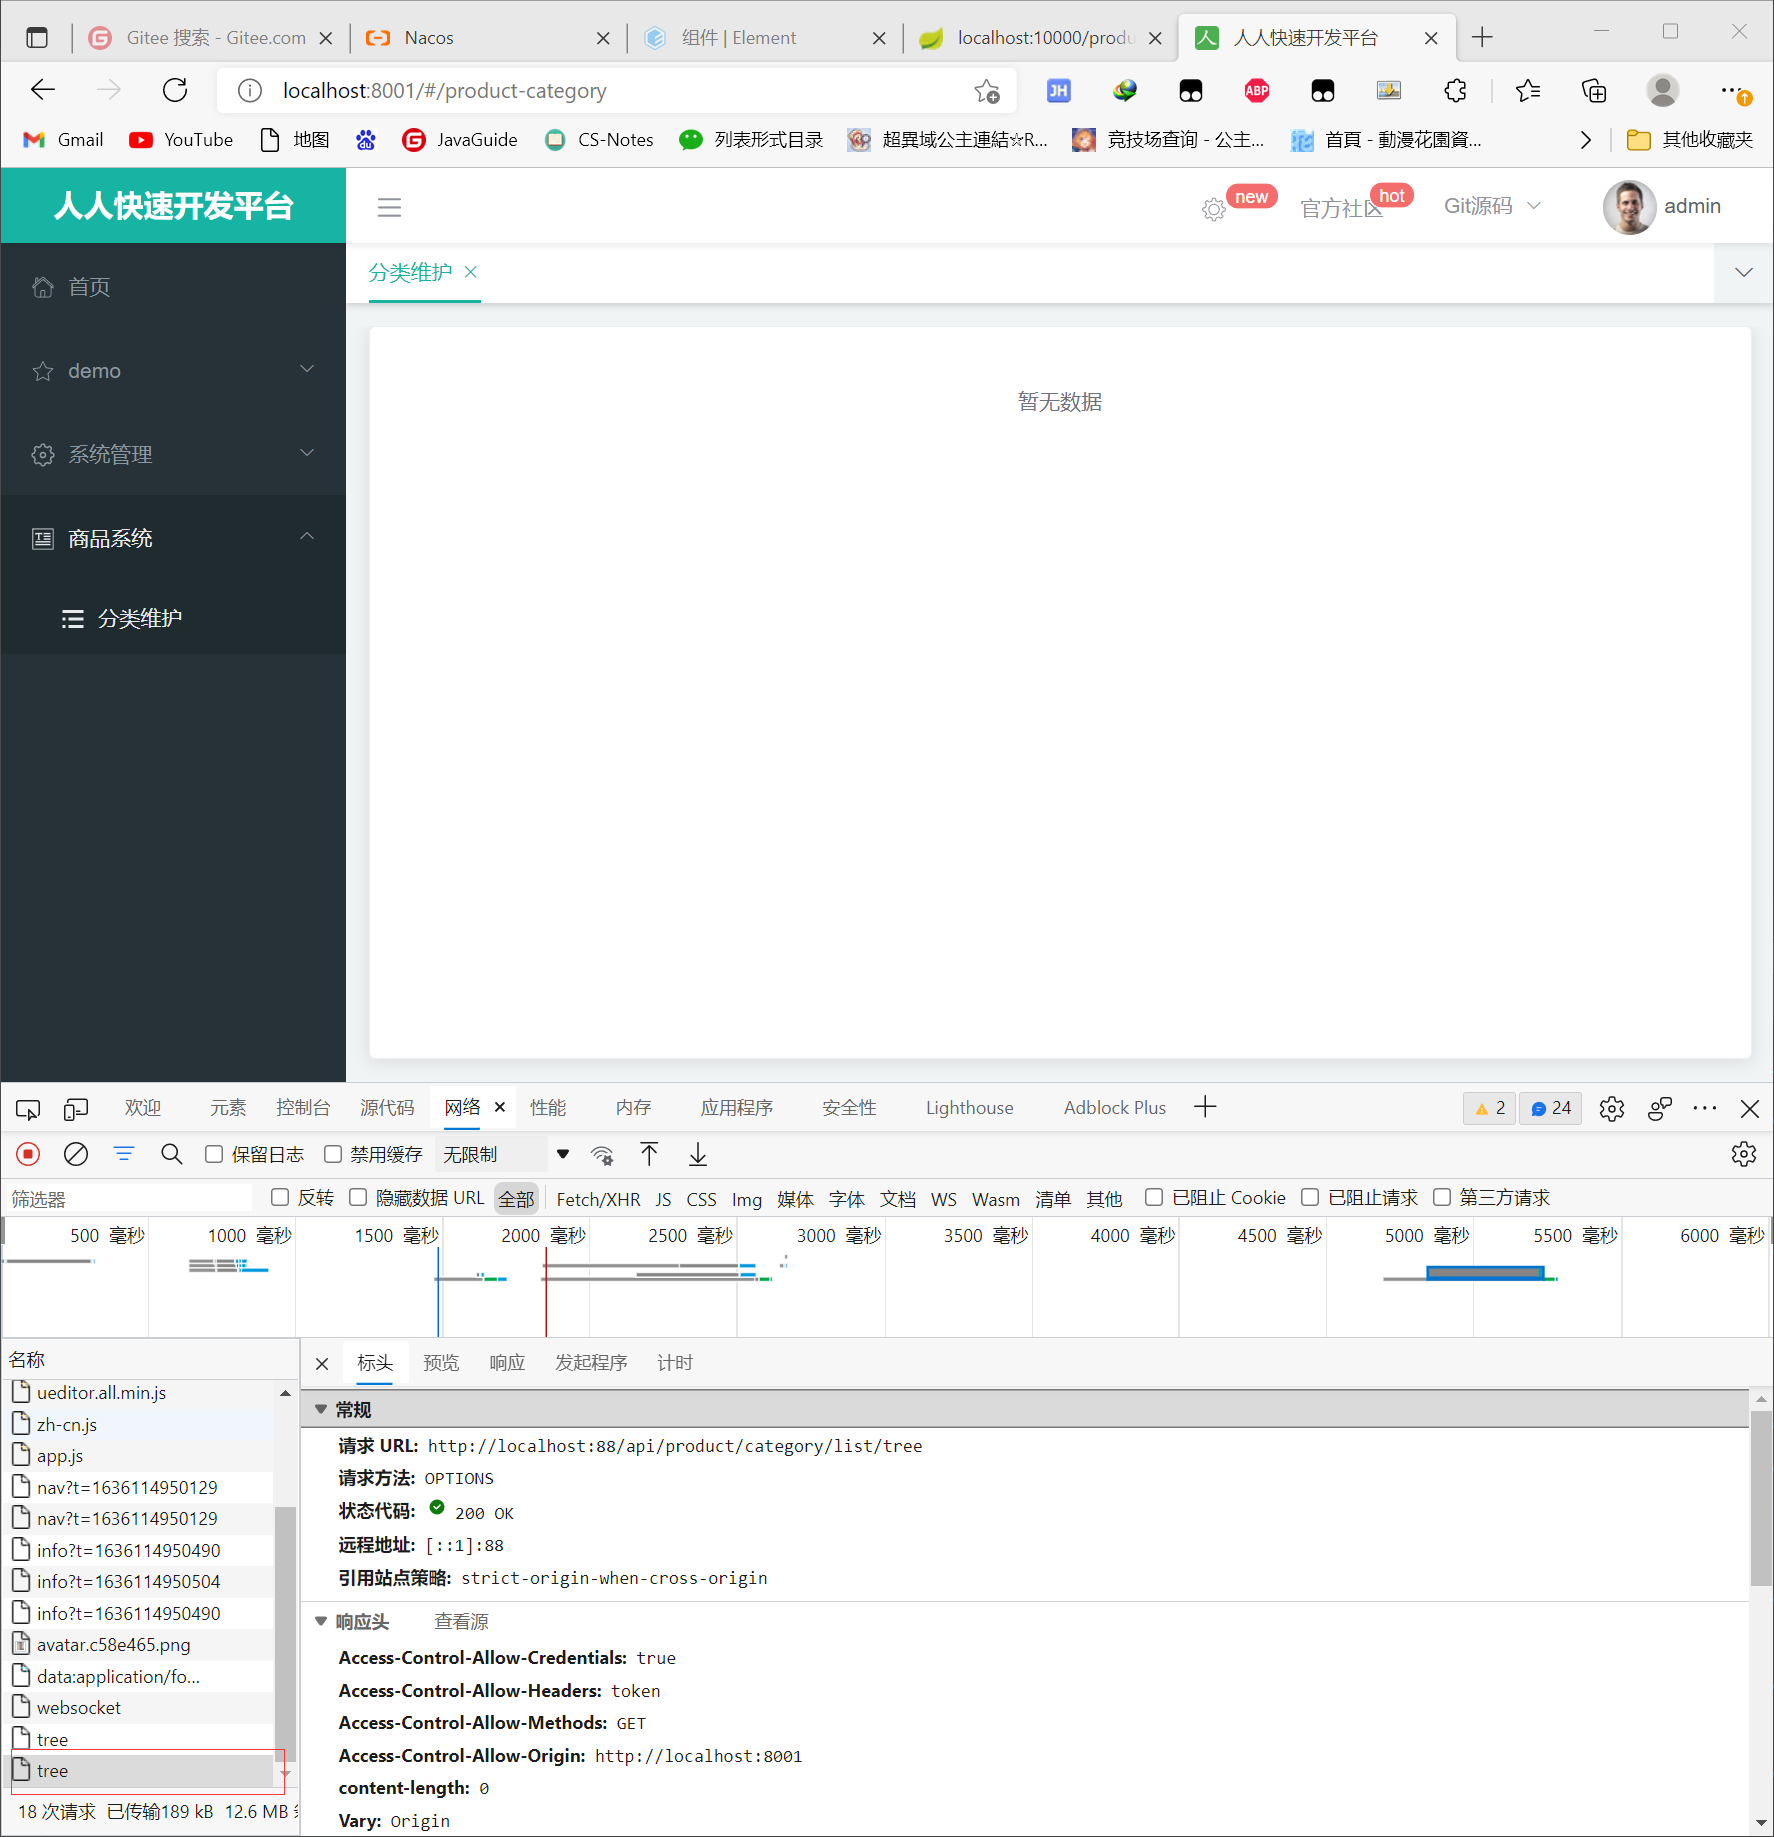 Gitee 搜索 - Gitee.com
Nacos
组件 | Element
localhost:10000/produ
人人快速开发平台
localhost:8001/#/product-category
JH
ABP
Gmail
YouTube
地图
du
JavaGuide
CS-Notes
列表形式目录
超異域公主連結☆R...
竞技场查询 - 公主...
首頁 - 動漫花園資...
其他收藏夹
人人快速开发平台
new
官方社区
hot
Git源码
admin
首页
分类维护
demo
暂无数据
系统管理
商品系统
分类维护
欢迎
元素
控制台
源代码
网络
性能
内存
应用程序
安全性
Lighthouse
Adblock Plus
2
24
保留日志
禁用缓存
无限制
筛选器
反转
隐藏数据 URL
全部
Fetch/XHR
JS
CSS
Img
媒体
字体
文档
WS
Wasm
清单
其他
已阻止 Cookie
已阻止请求
第三方请求
500 毫秒
1000 毫秒
1500 毫秒
2000 毫秒
2500 毫秒
3000 毫秒
3500 毫秒
4000 毫秒
4500 毫秒
5000 毫秒
5500 毫秒
6000 毫秒
名称
ueditor.all.min.js
zh-cn.js
app.js
nav?t=1636114950129
nav?t=1636114950129
info?t=1636114950490
info?t=1636114950504
info?t=1636114950490
avatar.c58e465.png
data:application/fo...
websocket
tree
tree
18 次请求 已传输189 kB 12.6 MB
标头
预览
响应
发起程序
计时
常规
请求 URL: http://localhost:88/api/product/category/list/tree
请求方法: OPTIONS
状态代码: 200 OK
远程地址: [::1]:88
引用站点策略: strict-origin-when-cross-origin
响应头 查看源
Access-Control-Allow-Credentials: true
Access-Control-Allow-Headers: token
Access-Control-Allow-Methods: GET
Access-Control-Allow-Origin: http://localhost:8001
content-length: 0
Vary: Origin